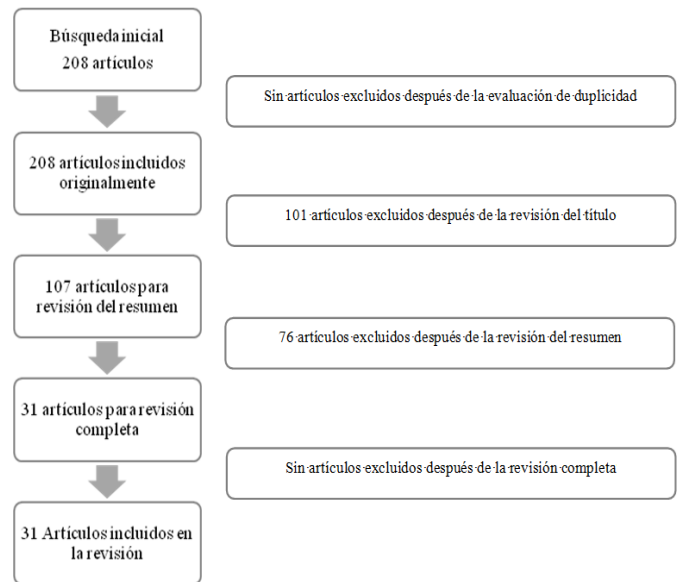 Búsqueda inicial
208 artículos
Sin artículos excluidos después de la evaluación de duplicidad
208 artículos incluidos
originalmente
101 artículos excluidos después de la revisión del título
107 artículos para
revisión del resumen
76 artículos excluidos después de la revisión del resumen
31 artículos para revisión
completa
Sin artículos excluidos después de la revisión completa
31 Artículos incluidos en
la revisión